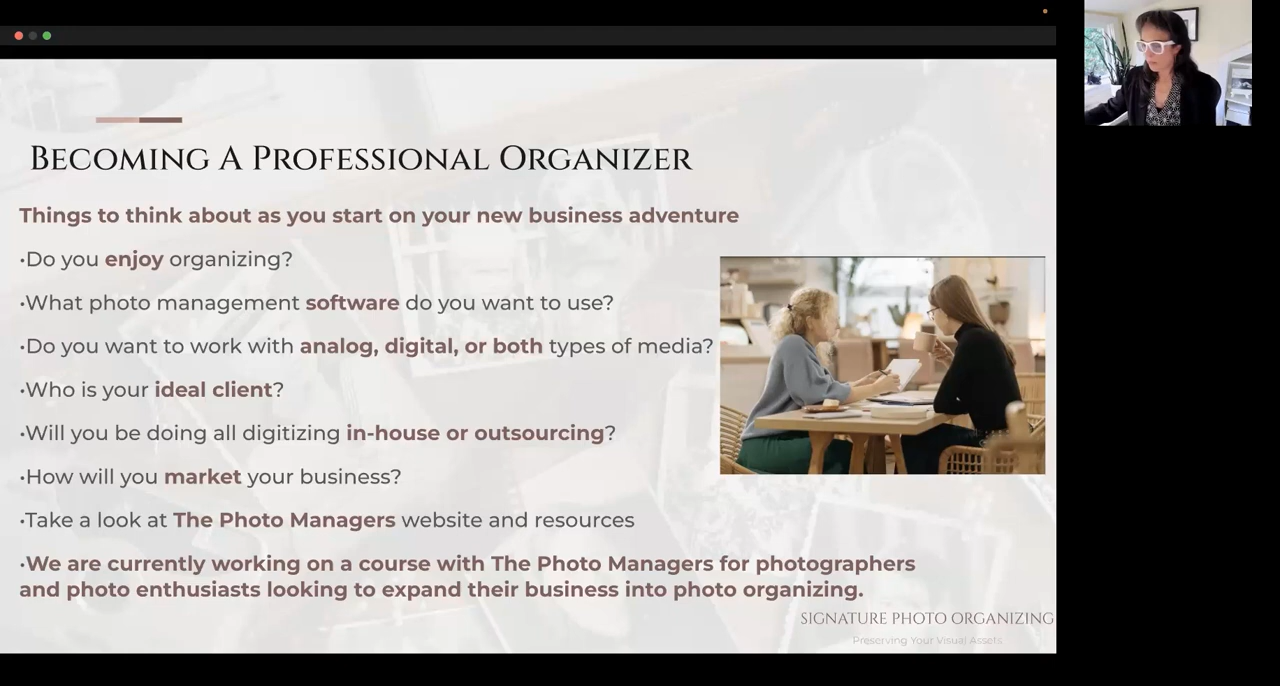 Becoming A Professional Organizer
Things to think about as you start on your new business adventure
•Do you enjoy organizing?
•What photo management software do you want to use?
•Do you want to work with analog, digital, or both types of media?
•Who is your ideal client?
•Will you be doing all digitizing in-house or outsourcing?
•How will you market your business?
•Take a look at The Photo Managers website and resources
•We are currently working on a course with The Photo Managers for photographers
and photo enthusiasts looking to expand their business into photo organizing.
SIGNATURE PHOTO ORGANIZING
Preserving Your Visual Assets